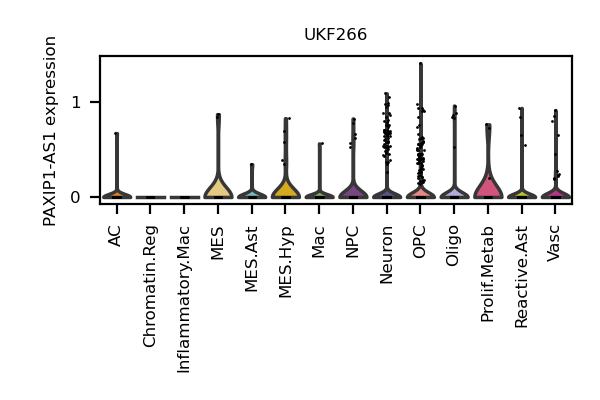 UKF266
PAXIP1-AS1 expression
1
0
AC
Chromatin.Reg
Inflammatory.Mac
MES
MES.Ast
MES.Hyp
Mac
NPC
Neuron
OPC
Oligo
Prolif.Metab
Reactive.Ast
Vasc